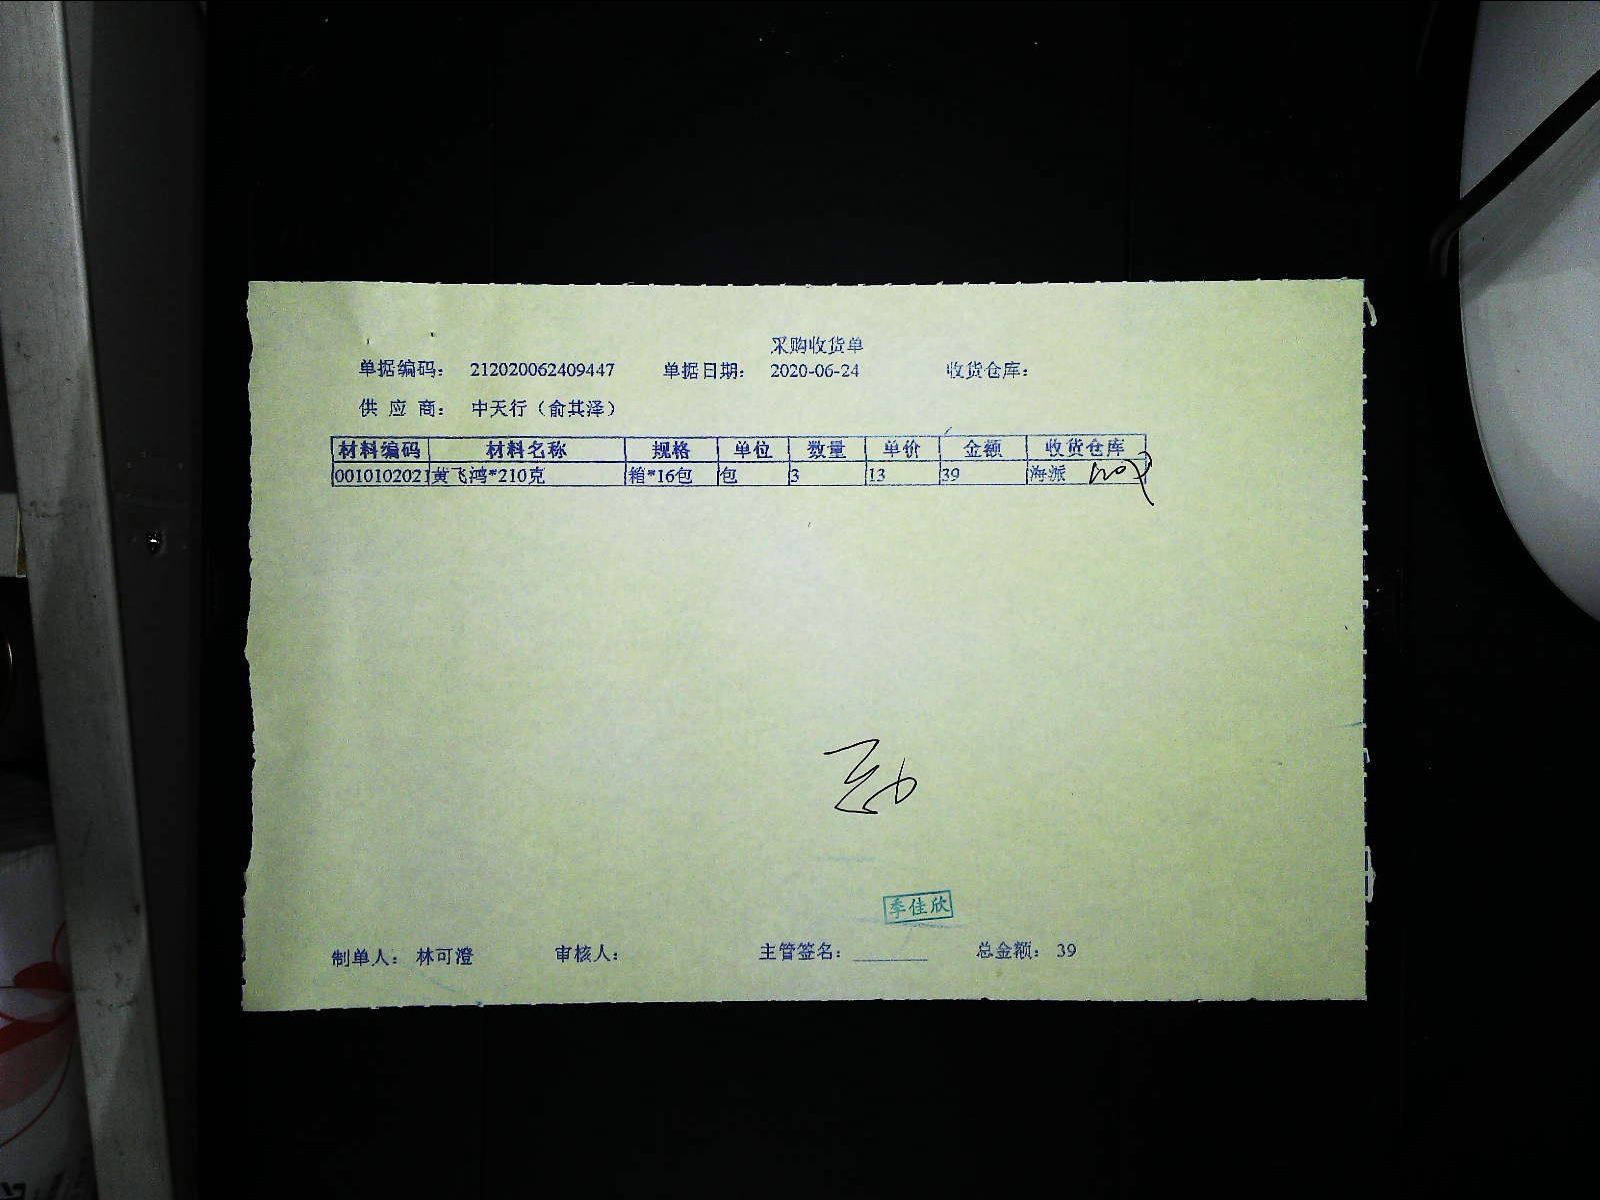 采购收货单
单据编码： 212020062409447 单据日期： 2020-06-24 收货仓库：
供 应 商： 中天行（俞其泽）
材料编码 材料名称 规格 单位 数量 单价 金额 收货仓库
0010102021 黄飞鸿*210克 箱*16包 包 3 13 39 海派
季佳欣
制单人： 林可澄 审核人： 主管签名： ________ 总金额： 39